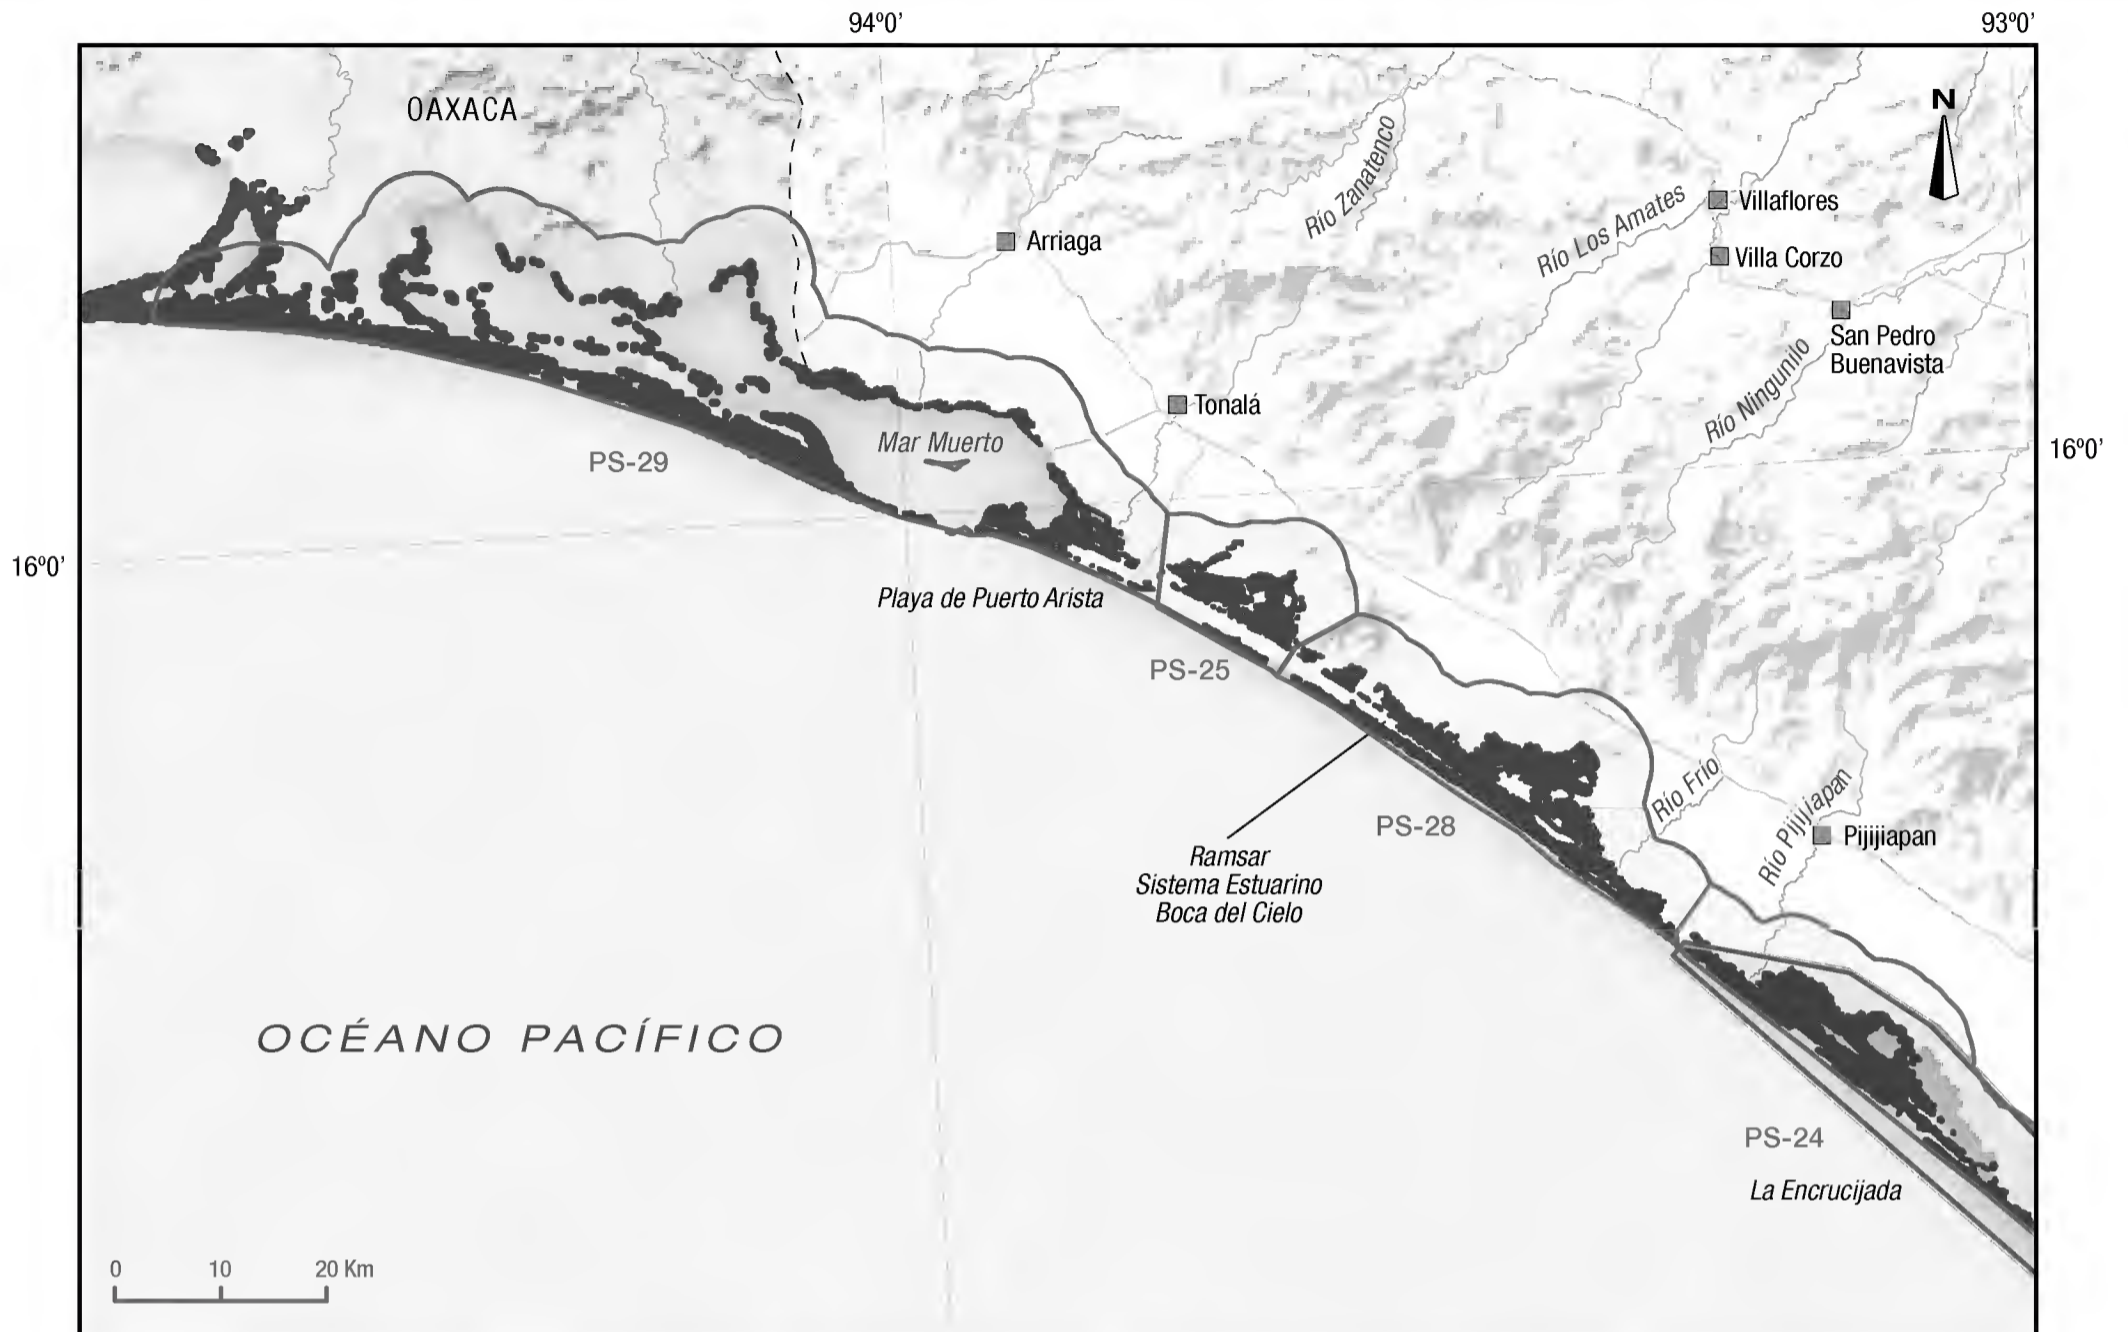 94º0'
93º0'
OAXACA
N
Río Zanatenco
Río Los Amates
Villaflores
Arriaga
Villa Corzo
San Pedro
Buenavista
Río Ningunilo
Tonalá
Mar Muerto
PS-29
16º0'
16º0'
Playa de Puerto Arista
PS-25
Río Frío
Río Pijijiapan
PS-28
Pijijiapan
Ramsar
Sistema Estuarino
Boca del Cielo
OCÉANO PACÍFICO
PS-24
La Encrucijada
0 10 20 Km